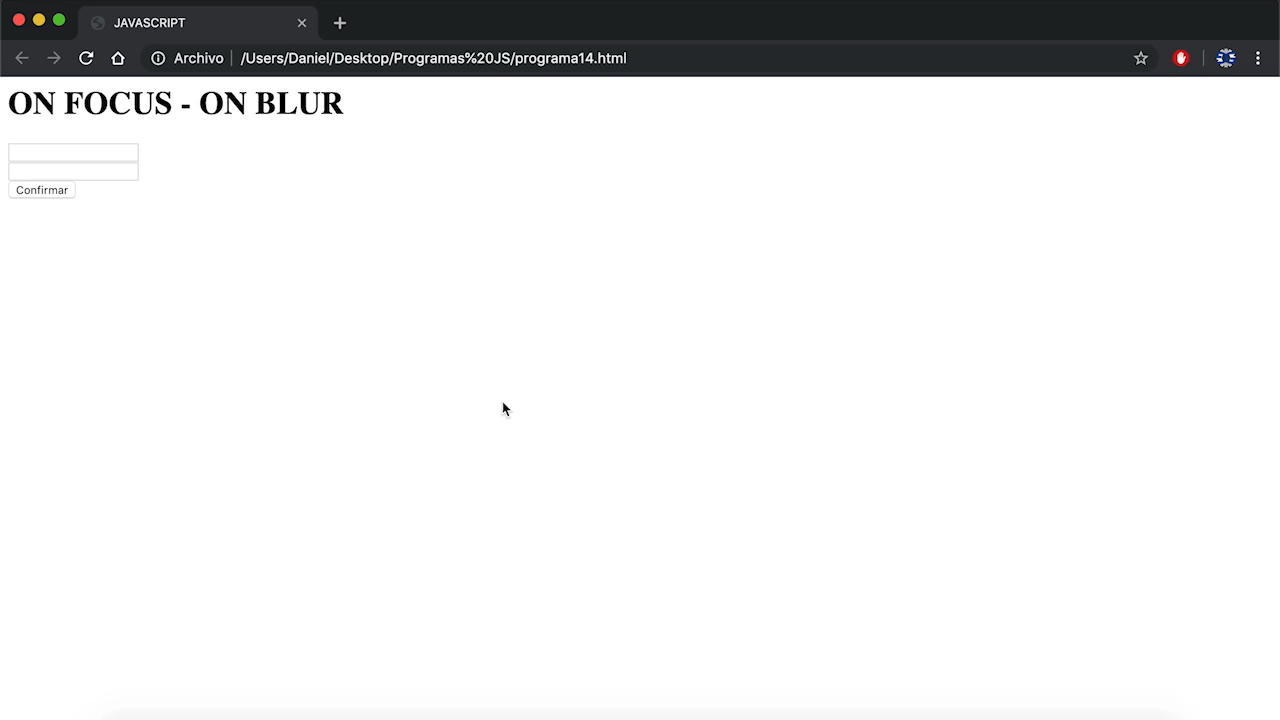 JAVASCRIPT
Archivo /Users/Daniel/Desktop/Programas%20JS/programa14.html
ON FOCUS - ON BLUR
Confirmar